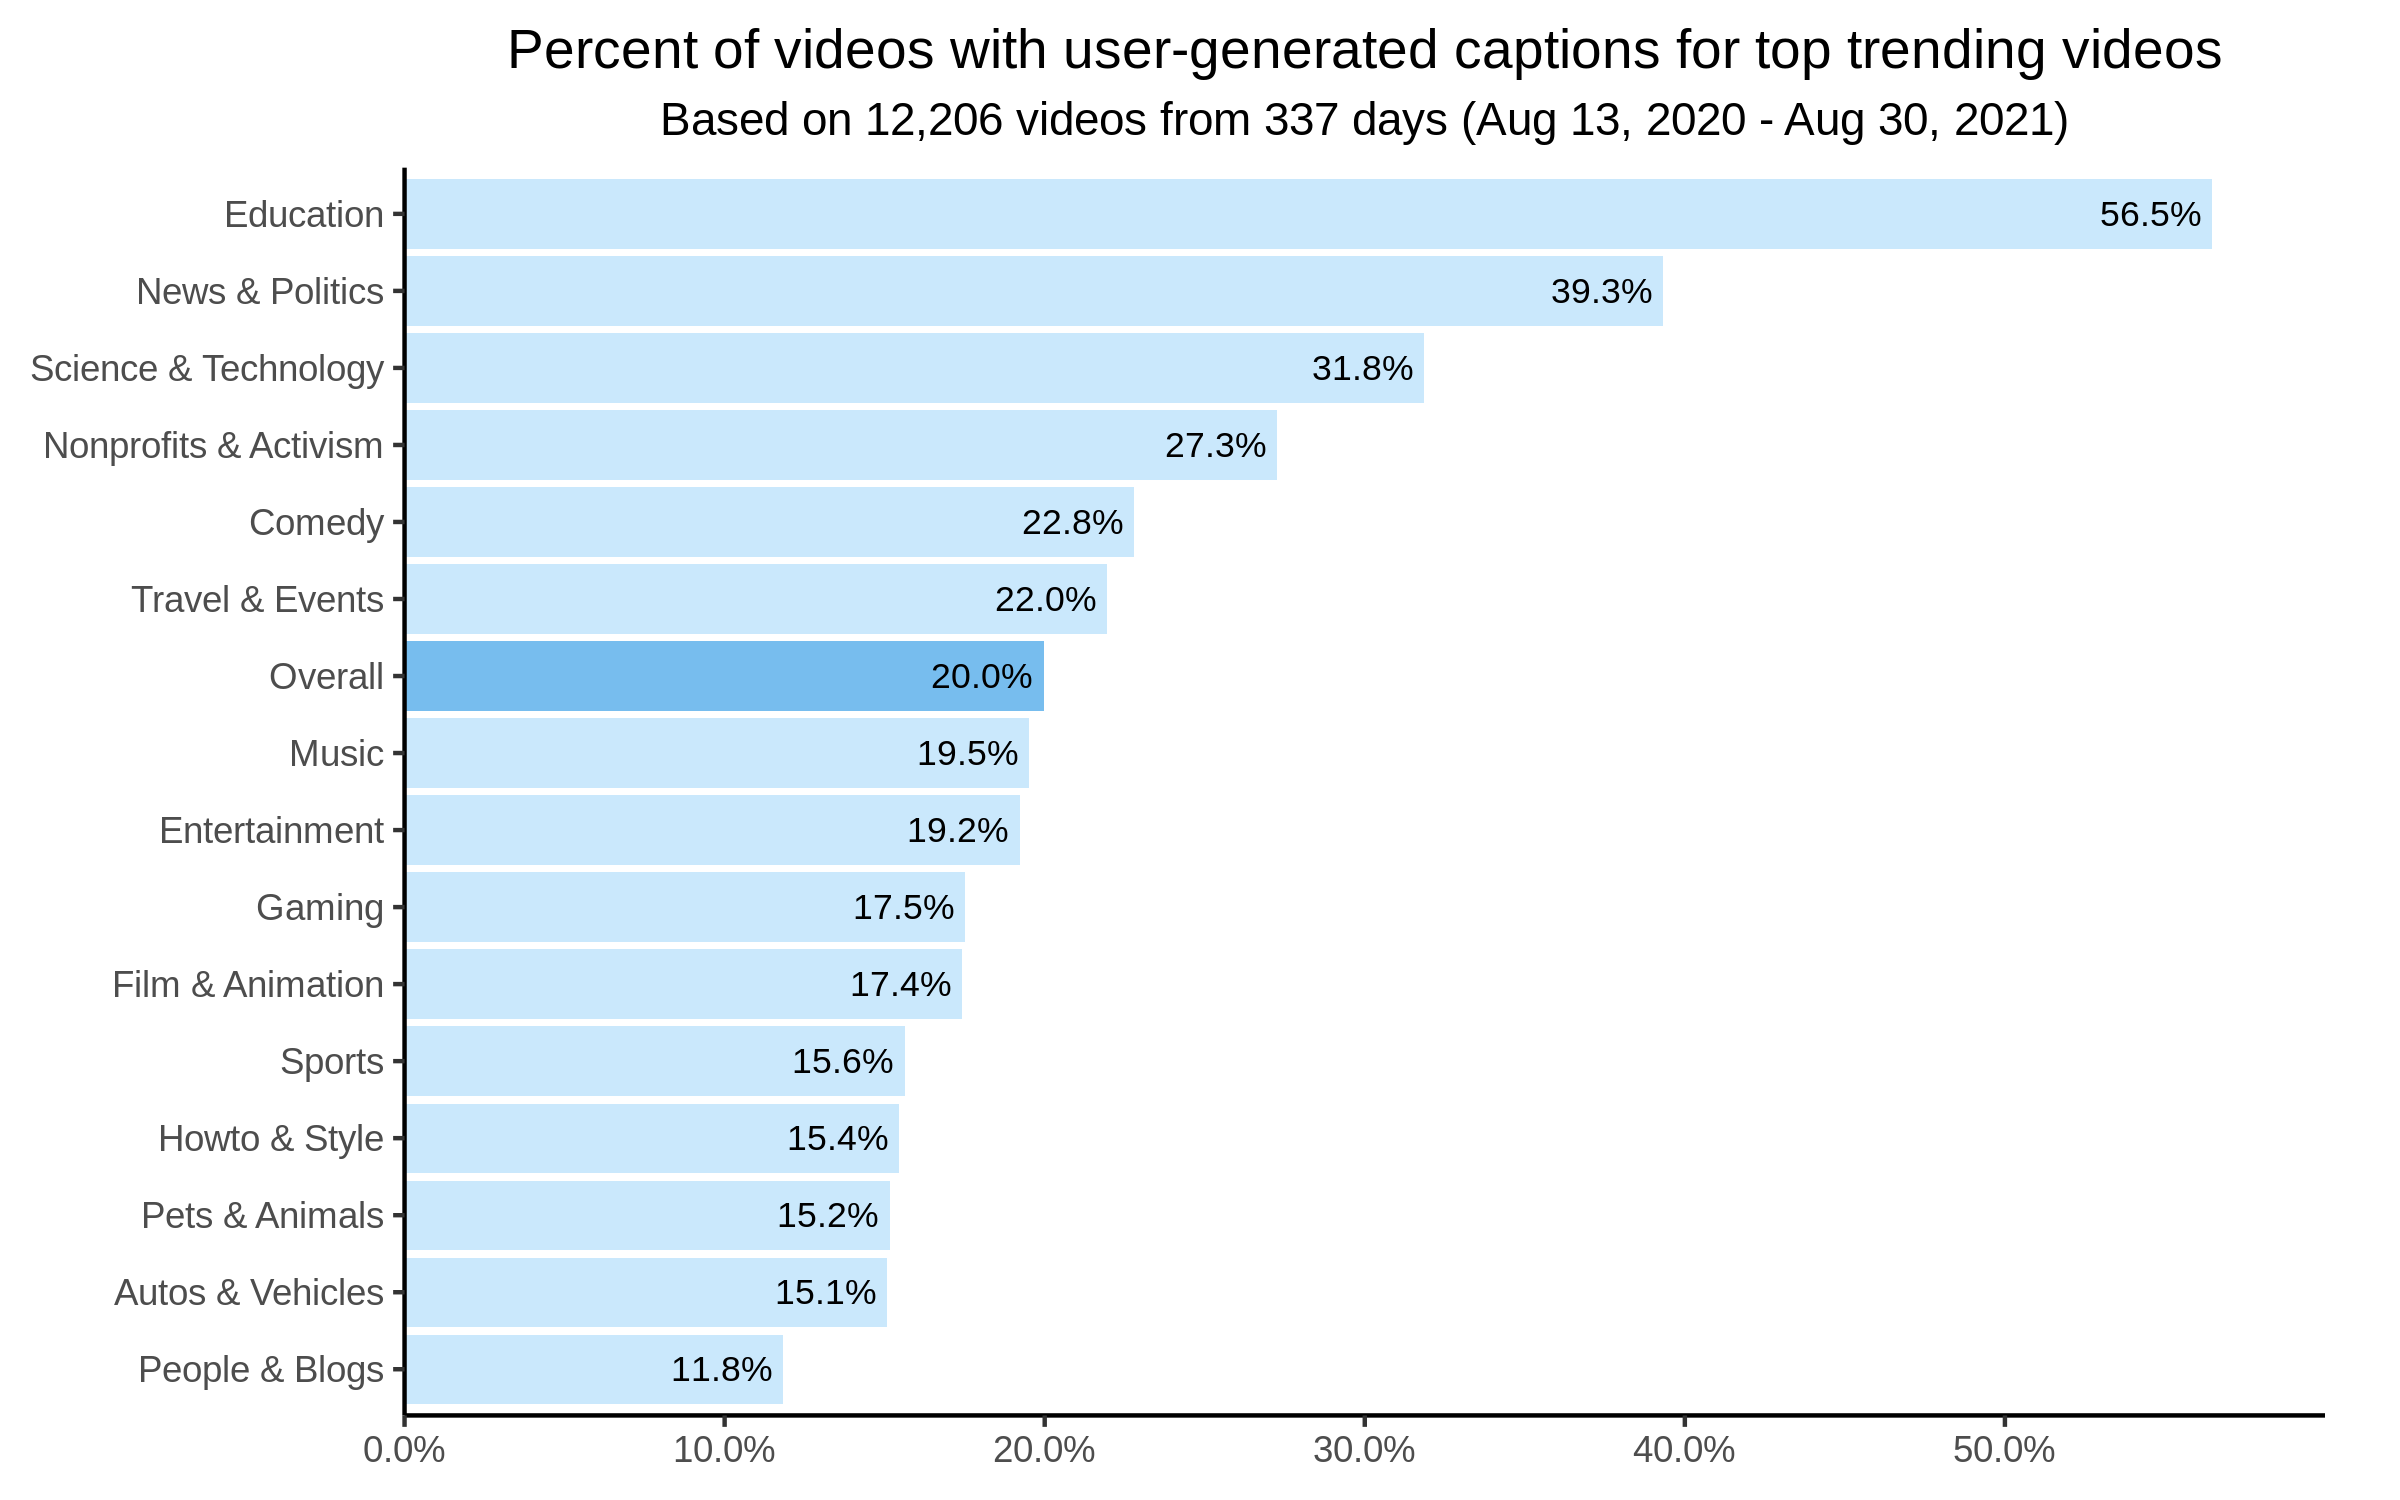 Percent of videos with user-generated captions for top trending videos
Based on 12,206 videos from 337 days (Aug 13, 2020 - Aug 30, 2021)
Education 56.5%
News & Politics 39.3%
Science & Technology 31.8%
Nonprofits & Activism 27.3%
Comedy 22.8%
Travel & Events 22.0%
Overall 20.0%
Music 19.5%
Entertainment 19.2%
Gaming 17.5%
Film & Animation 17.4%
Sports 15.6%
Howto & Style 15.4%
Pets & Animals 15.2%
Autos & Vehicles 15.1%
People & Blogs 11.8%
0.0% 10.0% 20.0% 30.0% 40.0% 50.0%